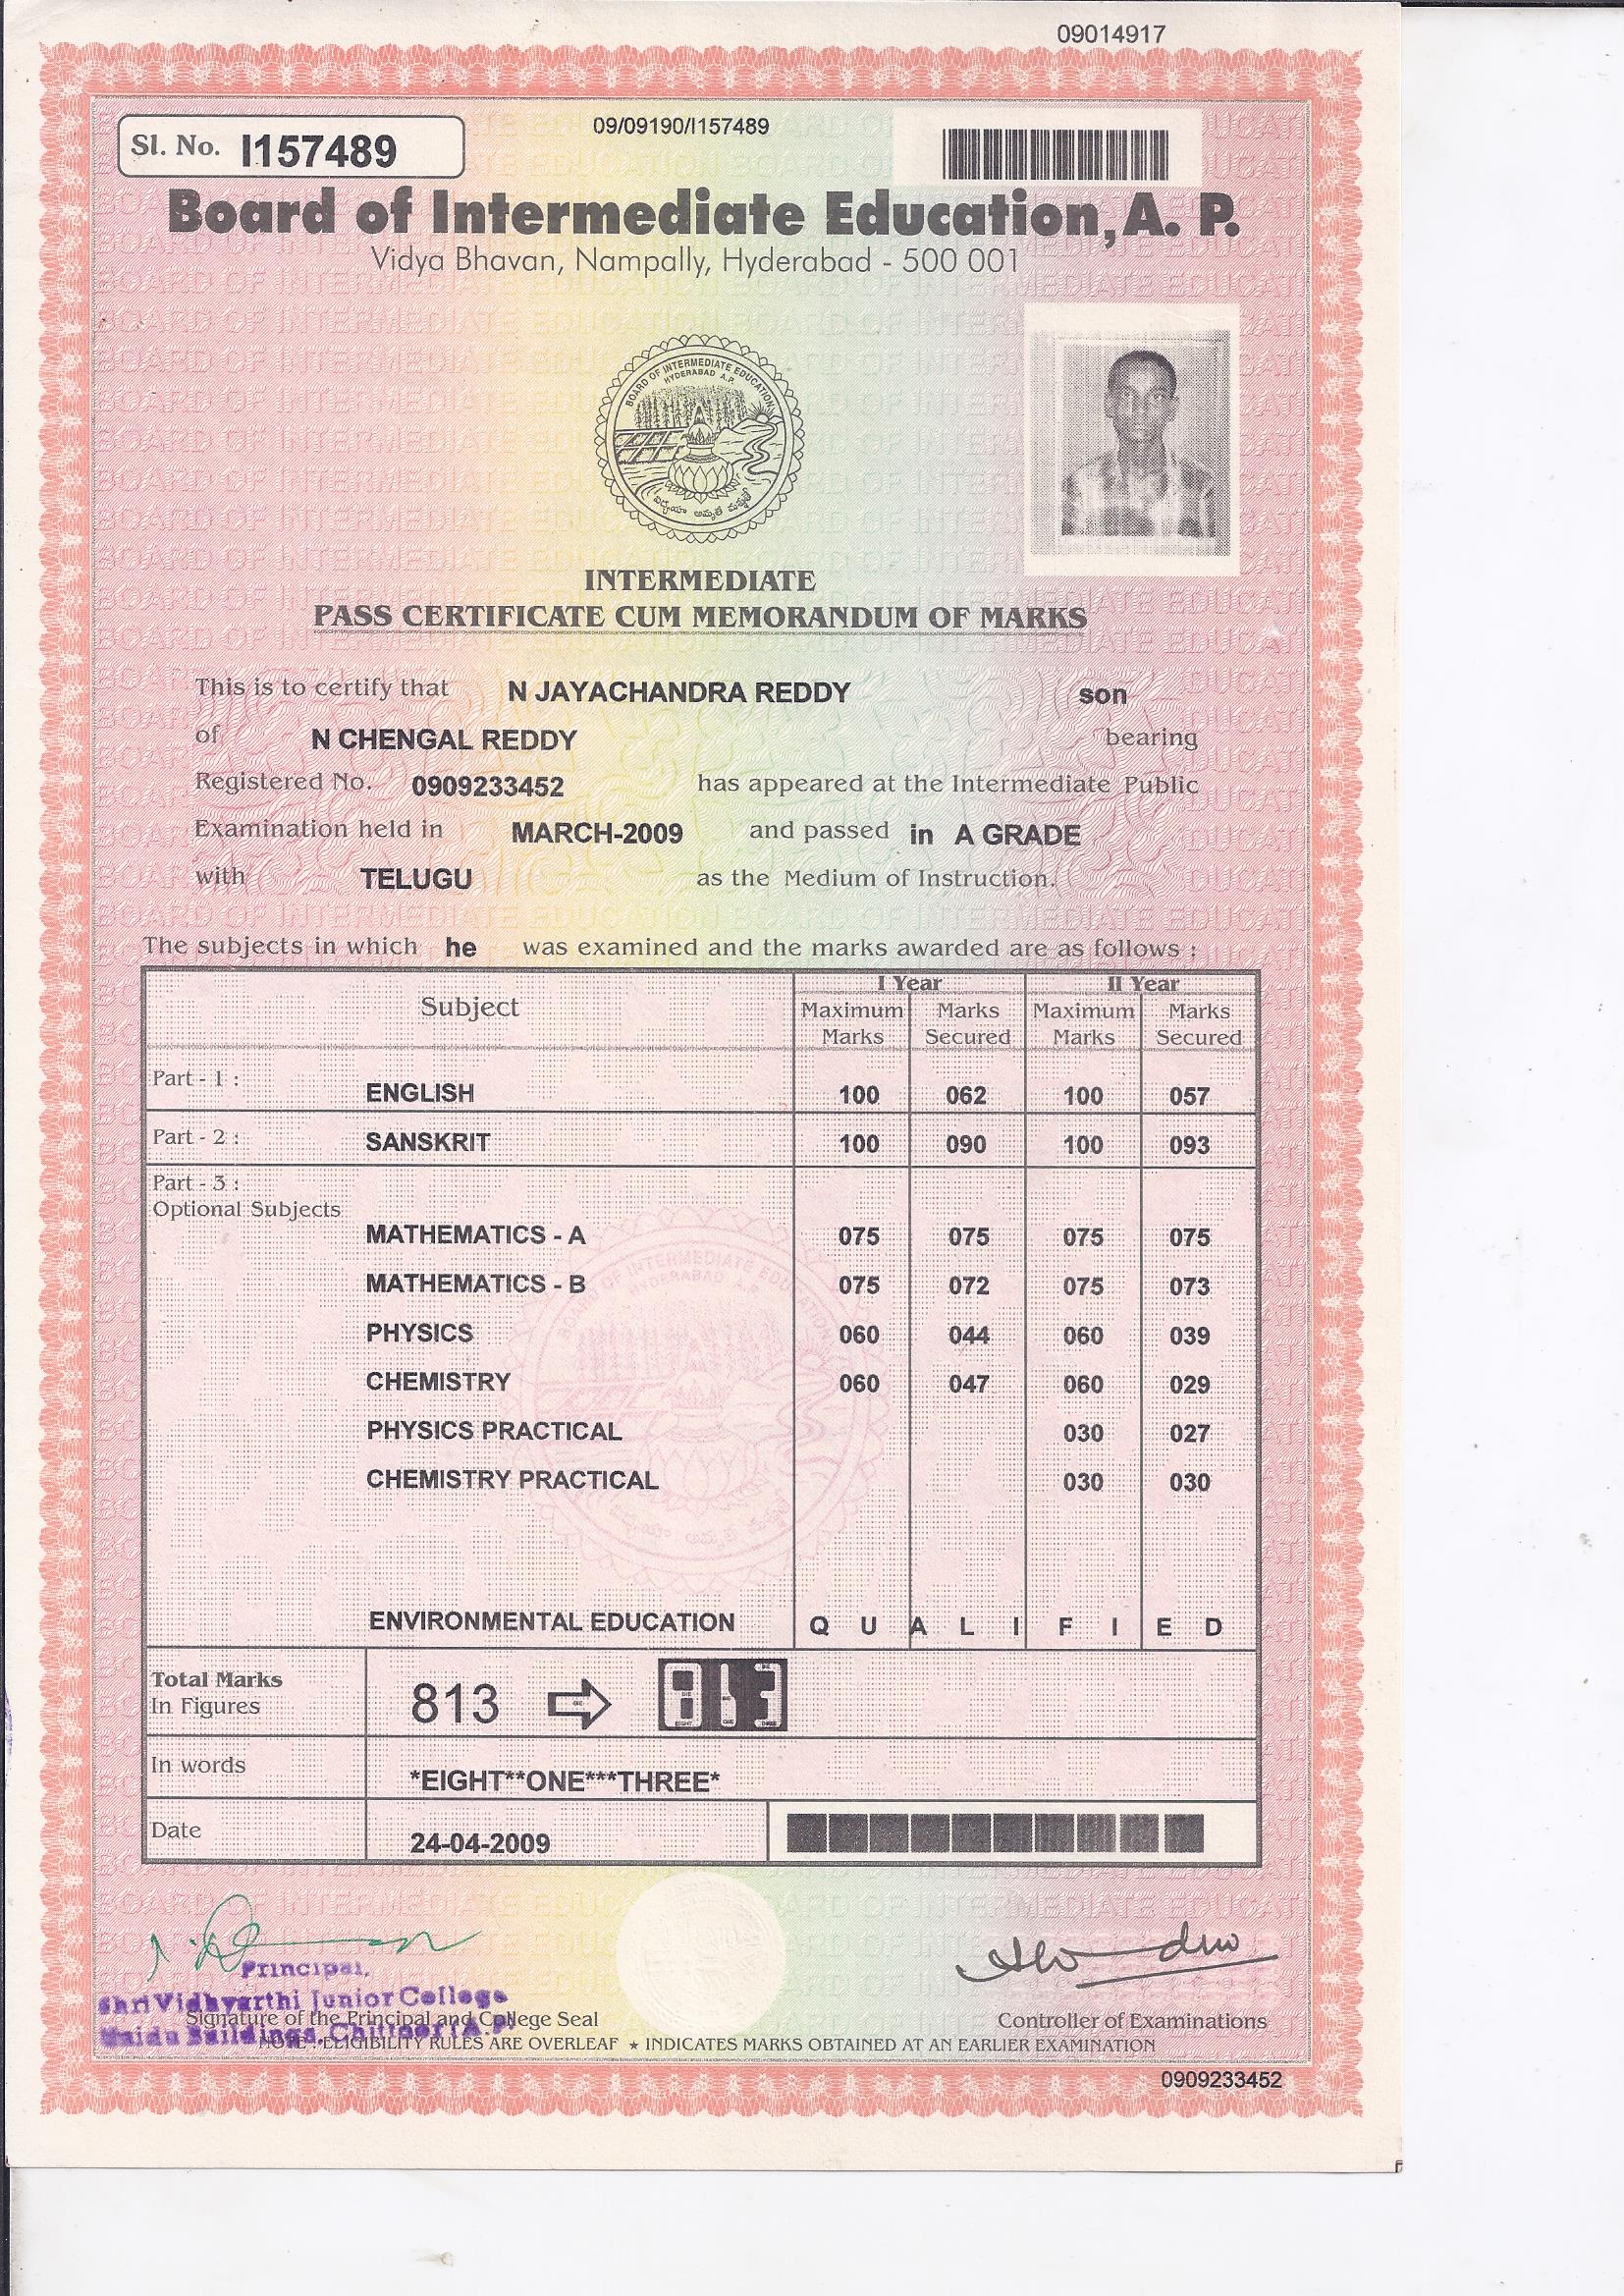 09014917
Sl. No. I157489
09/09190/I157489
Board of Intermediate Education, A. P.
Vidya Bhavan, Nampally, Hyderabad - 500 001
BOARD OF INTERMEDIATE EDUCATION
HYDERABAD A.P.
INTERMEDIATE
PASS CERTIFICATE CUM MEMORANDUM OF MARKS
This is to certify that N JAYACHANDRA REDDY son
of N CHENGAL REDDY bearing
Registered No. 0909233452 has appeared at the Intermediate Public
Examination held in MARCH-2009 and passed in A GRADE
with TELUGU as the Medium of Instruction.
The subjects in which he was examined and the marks awarded are as follows :
Subject I Year II Year
Maximum Marks Marks Secured Maximum Marks Marks Secured
Part - 1 : ENGLISH 100 062 100 057
Part - 2 : SANSKRIT 100 090 100 093
Part - 3 :
Optional Subjects
MATHEMATICS - A 075 075 075 075
MATHEMATICS - B 075 072 075 073
PHYSICS 060 044 060 039
CHEMISTRY 060 047 060 029
PHYSICS PRACTICAL 030 027
CHEMISTRY PRACTICAL 030 030
ENVIRONMENTAL EDUCATION Q U A L I F I E D
Total Marks
In Figures 813 813
In words *EIGHT**ONE***THREE*
Date 24-04-2009
Principal,
Shri Vidhyarthi Junior College
Signature of the Principal and College Seal
Naidu Buildings, Chittoor (A.P)
Controller of Examinations
NOTE : ELIGIBILITY RULES ARE OVERLEAF ★ INDICATES MARKS OBTAINED AT AN EARLIER EXAMINATION
0909233452